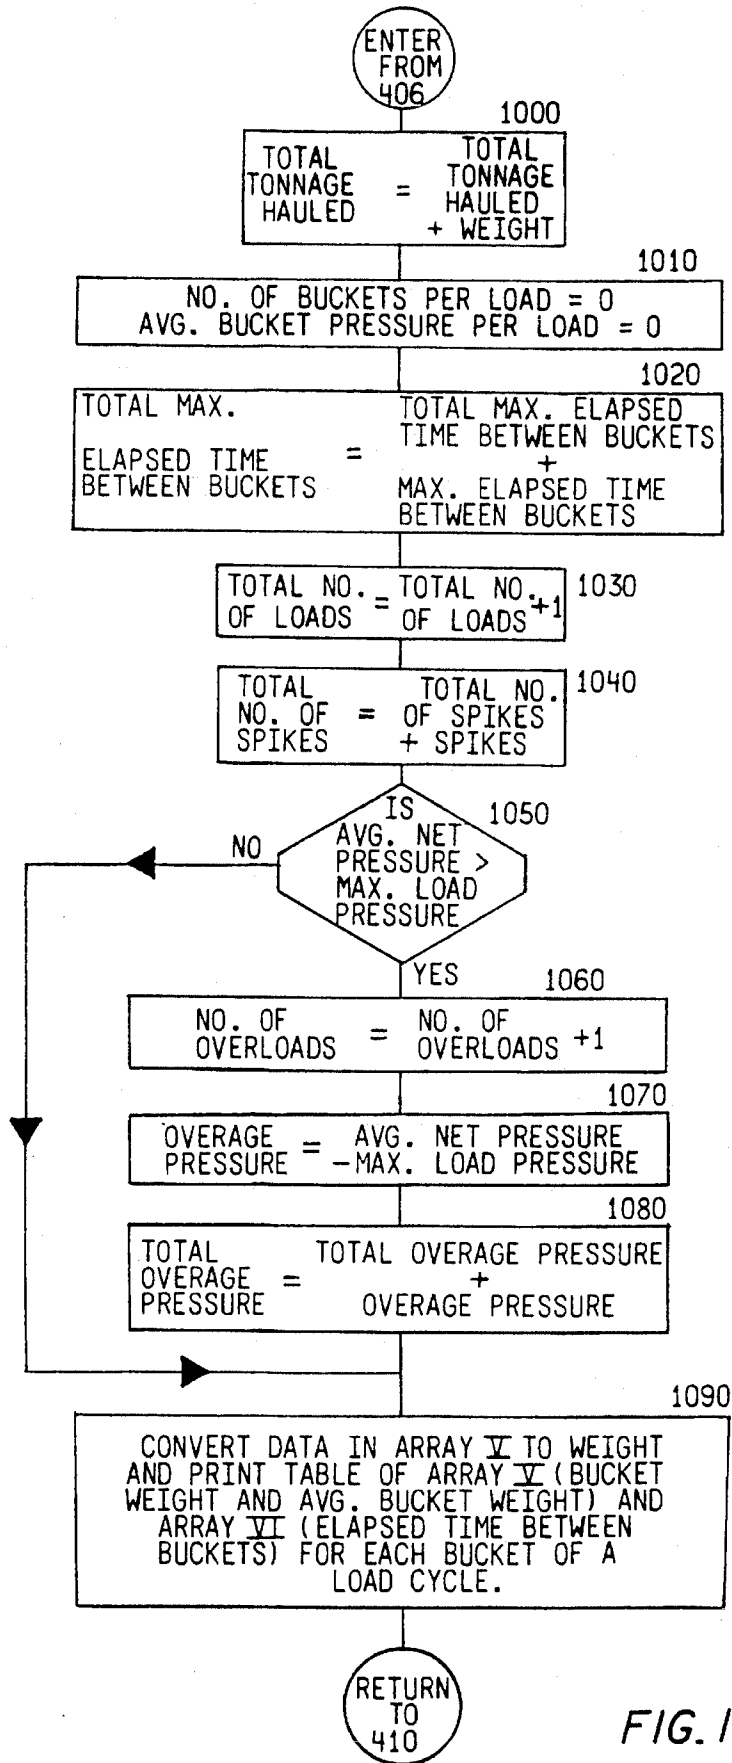 ENTER
FROM
406
1000
TOTAL
TONNAGE
HAULED
=
TOTAL
TONNAGE
HAULED
+ WEIGHT
1010
NO. OF BUCKETS PER LOAD = 0
AVG. BUCKET PRESSURE PER LOAD = 0
1020
TOTAL MAX.
ELAPSED TIME
BETWEEN BUCKETS
=
TOTAL MAX. ELAPSED
TIME BETWEEN BUCKETS
+
MAX. ELAPSED TIME
BETWEEN BUCKETS
1030
TOTAL NO.
OF LOADS
=
TOTAL NO.
OF LOADS
+1
1040
TOTAL
NO. OF
SPIKES
=
TOTAL NO.
OF SPIKES
+ SPIKES
1050
IS
AVG. NET
PRESSURE >
MAX. LOAD
PRESSURE
NO
YES
1060
NO. OF
OVERLOADS
=
NO. OF
OVERLOADS
+1
1070
OVERAGE
PRESSURE
=
AVG. NET PRESSURE
-MAX. LOAD PRESSURE
1080
TOTAL
OVERAGE
PRESSURE
=
TOTAL OVERAGE PRESSURE
+
OVERAGE PRESSURE
1090
CONVERT DATA IN ARRAY V TO WEIGHT
AND PRINT TABLE OF ARRAY V (BUCKET
WEIGHT AND AVG. BUCKET WEIGHT) AND
ARRAY VI (ELAPSED TIME BETWEEN
BUCKETS) FOR EACH BUCKET OF A
LOAD CYCLE.
RETURN
TO
410
FIG. 1